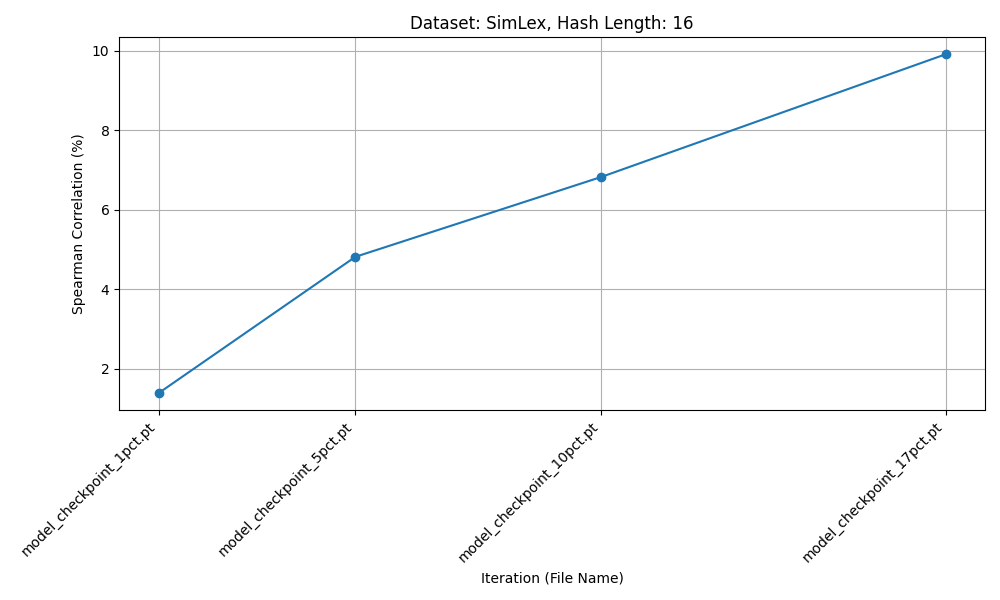 Dataset: SimLex, Hash Length: 16
Spearman Correlation (%)
10
8
6
4
2
model_checkpoint_1pct.pt
model_checkpoint_5pct.pt
model_checkpoint_10pct.pt
model_checkpoint_17pct.pt
Iteration (File Name)